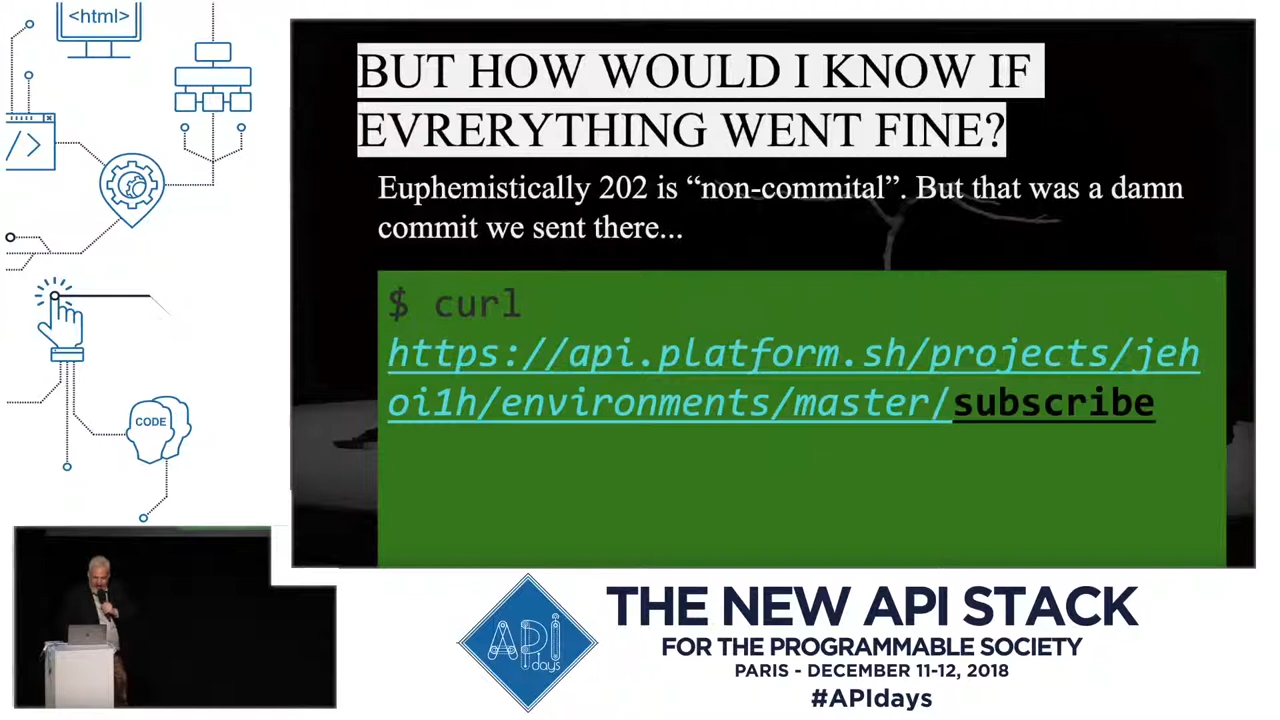 <html>
</>
CODE
BUT HOW WOULD I KNOW IF
EVRERYTHING WENT FINE?
Euphemistically 202 is “non-commital”. But that was a damn
commit we sent there...
$ curl
https://api.platform.sh/projects/jeh
oi1h/environments/master/subscribe
APi
days
THE NEW API STACK
FOR THE PROGRAMMABLE SOCIETY
PARIS - DECEMBER 11-12, 2018
#APIdays